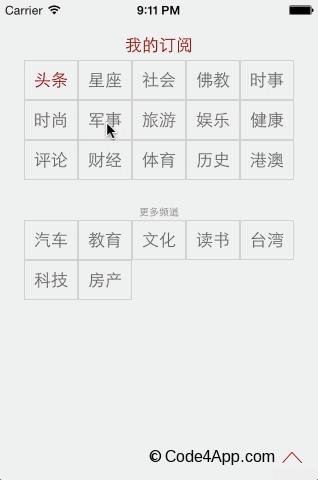 Carrier 9:11 PM
我的订阅
头条 星座 社会 佛教 时事
时尚 军事 旅游 娱乐 健康
评论 财经 体育 历史 港澳
更多频道
汽车 教育 文化 读书 台湾
科技 房产
© Code4App.com